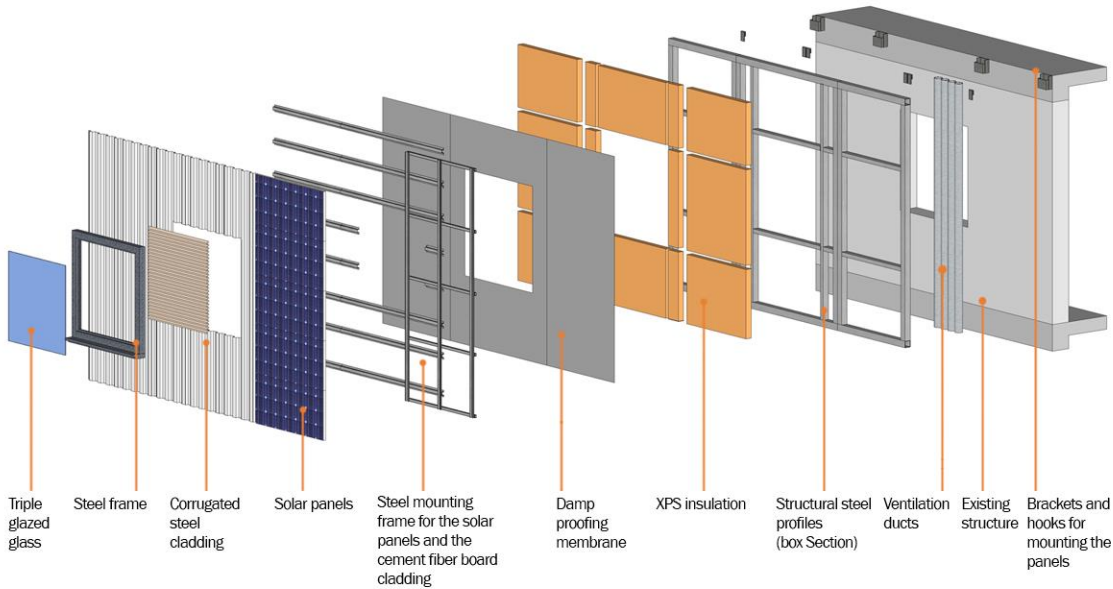 Triple
glazed
glass
Steel frame
Corrugated
steel
cladding
Solar panels
Steel mounting
frame for the solar
panels and the
cement fiber board
cladding
Damp
proofing
membrane
XPS insulation
Structural steel
profiles
(box Section)
Ventilation
ducts
Existing
structure
Brackets and
hooks for
mounting the
panels